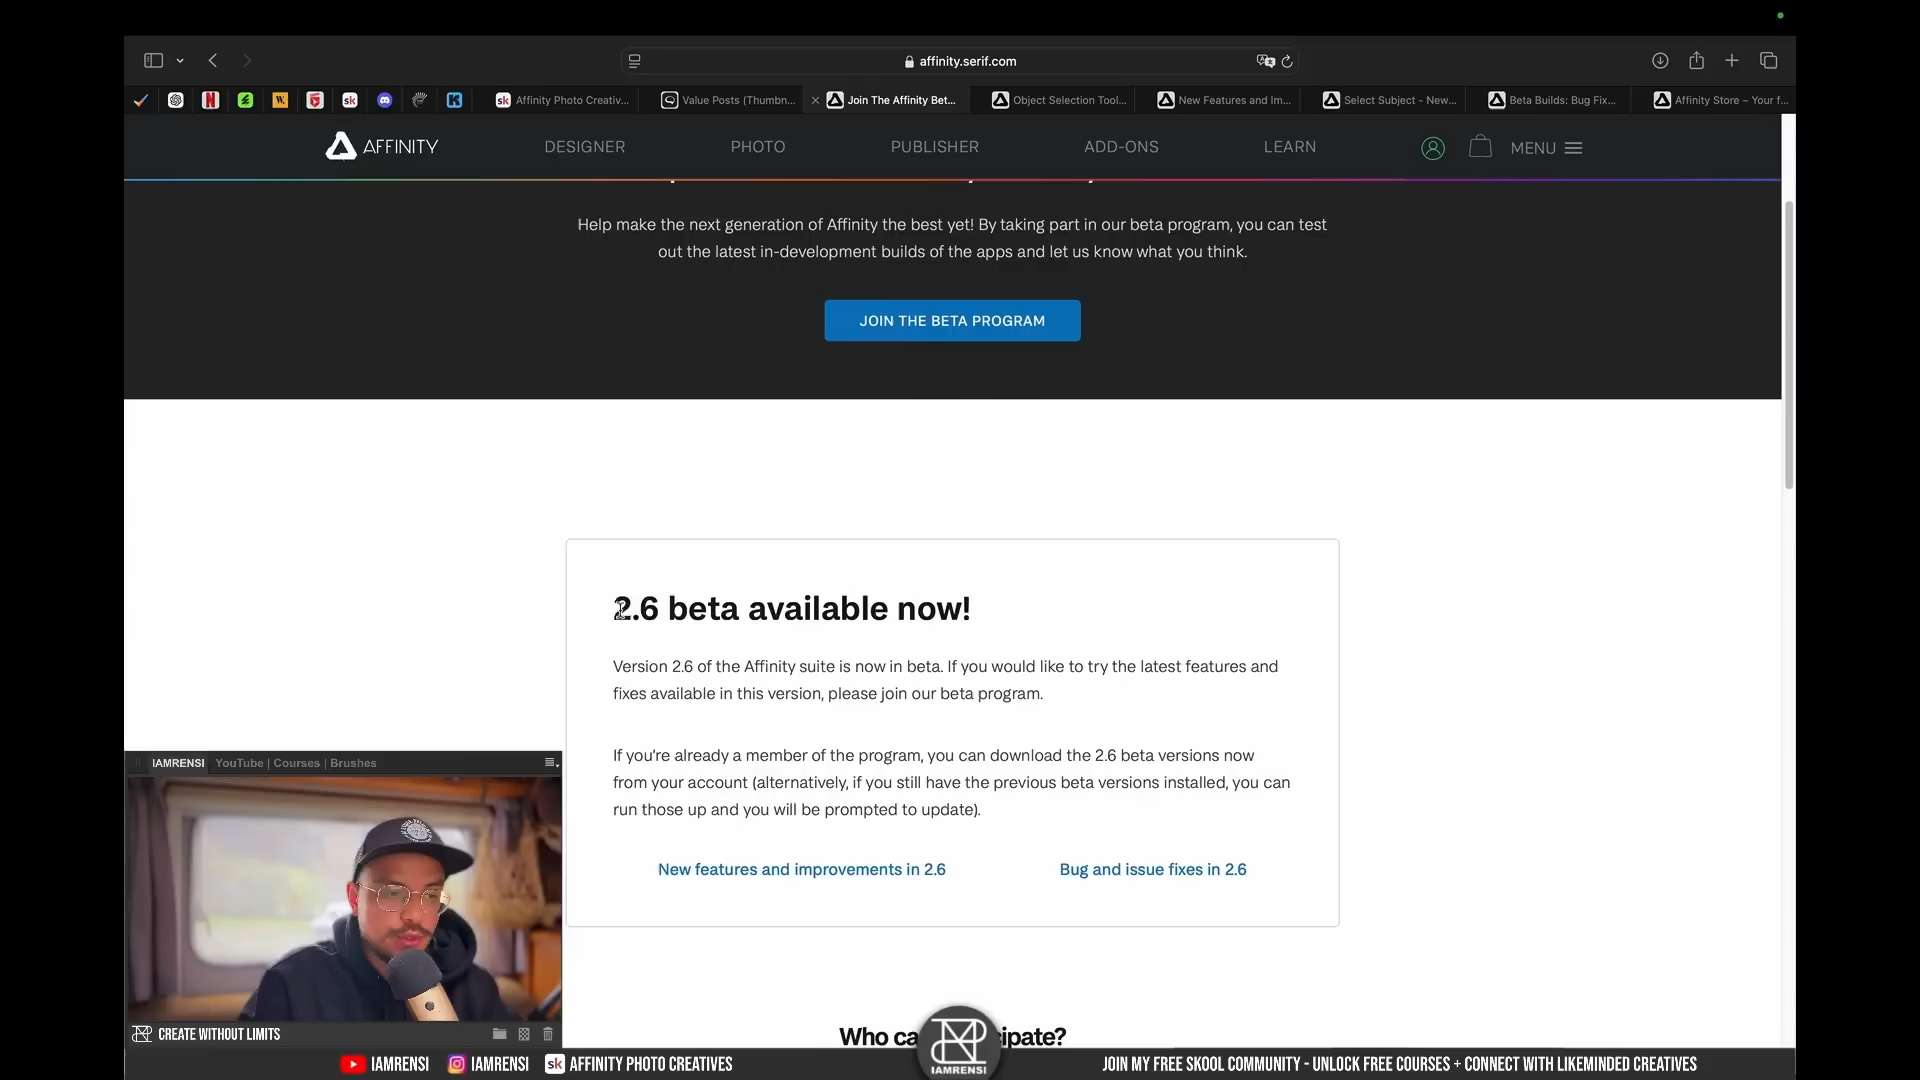 affinity.serif.com
Affinity Photo Creativ...
Value Posts (Thumbn...
Join The Affinity Bet...
Object Selection Tool...
New Features and Im...
Select Subject - New...
Beta Builds: Bug Fix...
Affinity Store – Your f...
AFFINITY
DESIGNER
PHOTO
PUBLISHER
ADD-ONS
LEARN
MENU
Help make the next generation of Affinity the best yet! By taking part in our beta program, you can test
out the latest in-development builds of the apps and let us know what you think.
JOIN THE BETA PROGRAM
2.6 beta available now!
Version 2.6 of the Affinity suite is now in beta. If you would like to try the latest features and
fixes available in this version, please join our beta program.
If you're already a member of the program, you can download the 2.6 beta versions now
from your account (alternatively, if you still have the previous beta versions installed, you can
run those up and you will be prompted to update).
New features and improvements in 2.6
Bug and issue fixes in 2.6
IAMRENSI
YouTube | Courses | Brushes
CREATE WITHOUT LIMITS
Who ca
ipate?
IAMRENSI
IAMRENSI
IAMRENSI
sk AFFINITY PHOTO CREATIVES
JOIN MY FREE SKOOL COMMUNITY - UNLOCK FREE COURSES + CONNECT WITH LIKEMINDED CREATIVES